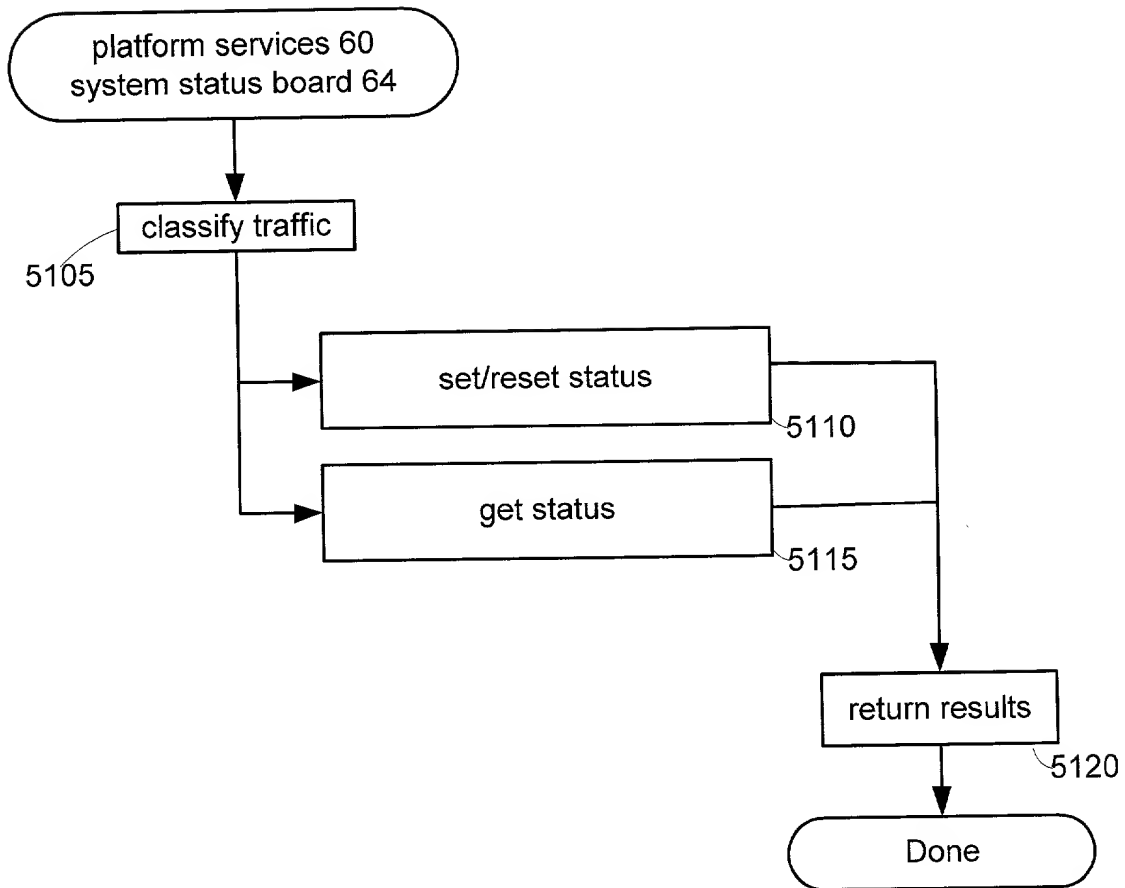 platform services 60
system status board 64
classify traffic
5105
set/reset status
5110
get status
5115
return results
5120
Done